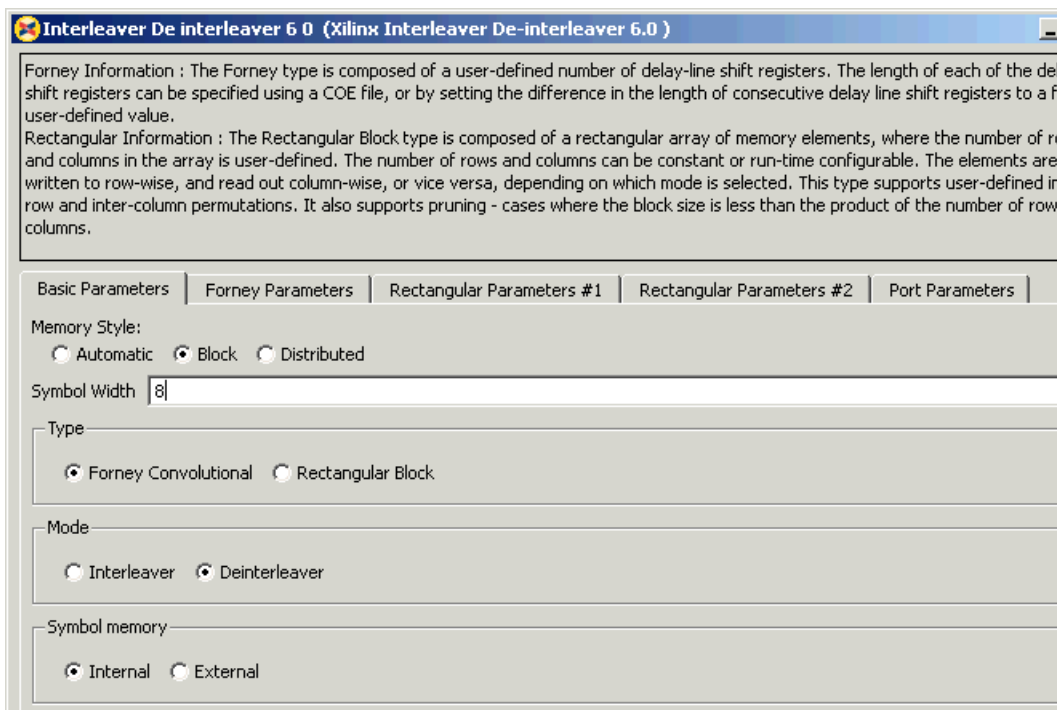 Interleaver De interleaver 6 0 (Xilinx Interleaver De-interleaver 6.0 )
Forney Information : The Forney type is composed of a user-defined number of delay-line shift registers. The length of each of the
shift registers can be specified using a COE file, or by setting the difference in the length of consecutive delay line shift registers to a
user-defined value.
Rectangular Information : The Rectangular Block type is composed of a rectangular array of memory elements, where the number of
and columns in the array is user-defined. The number of rows and columns can be constant or run-time configurable. The elements are
written to row-wise, and read out column-wise, or vice versa, depending on which mode is selected. This type supports user-defined
row and inter-column permutations. It also supports pruning - cases where the block size is less than the product of the number of row
columns.
Basic Parameters Forney Parameters Rectangular Parameters #1 Rectangular Parameters #2 Port Parameters
Memory Style:
Automatic Block Distributed
Symbol Width 8
Type
Forney Convolutional Rectangular Block
Mode
Interleaver Deinterleaver
Symbol memory
Internal External